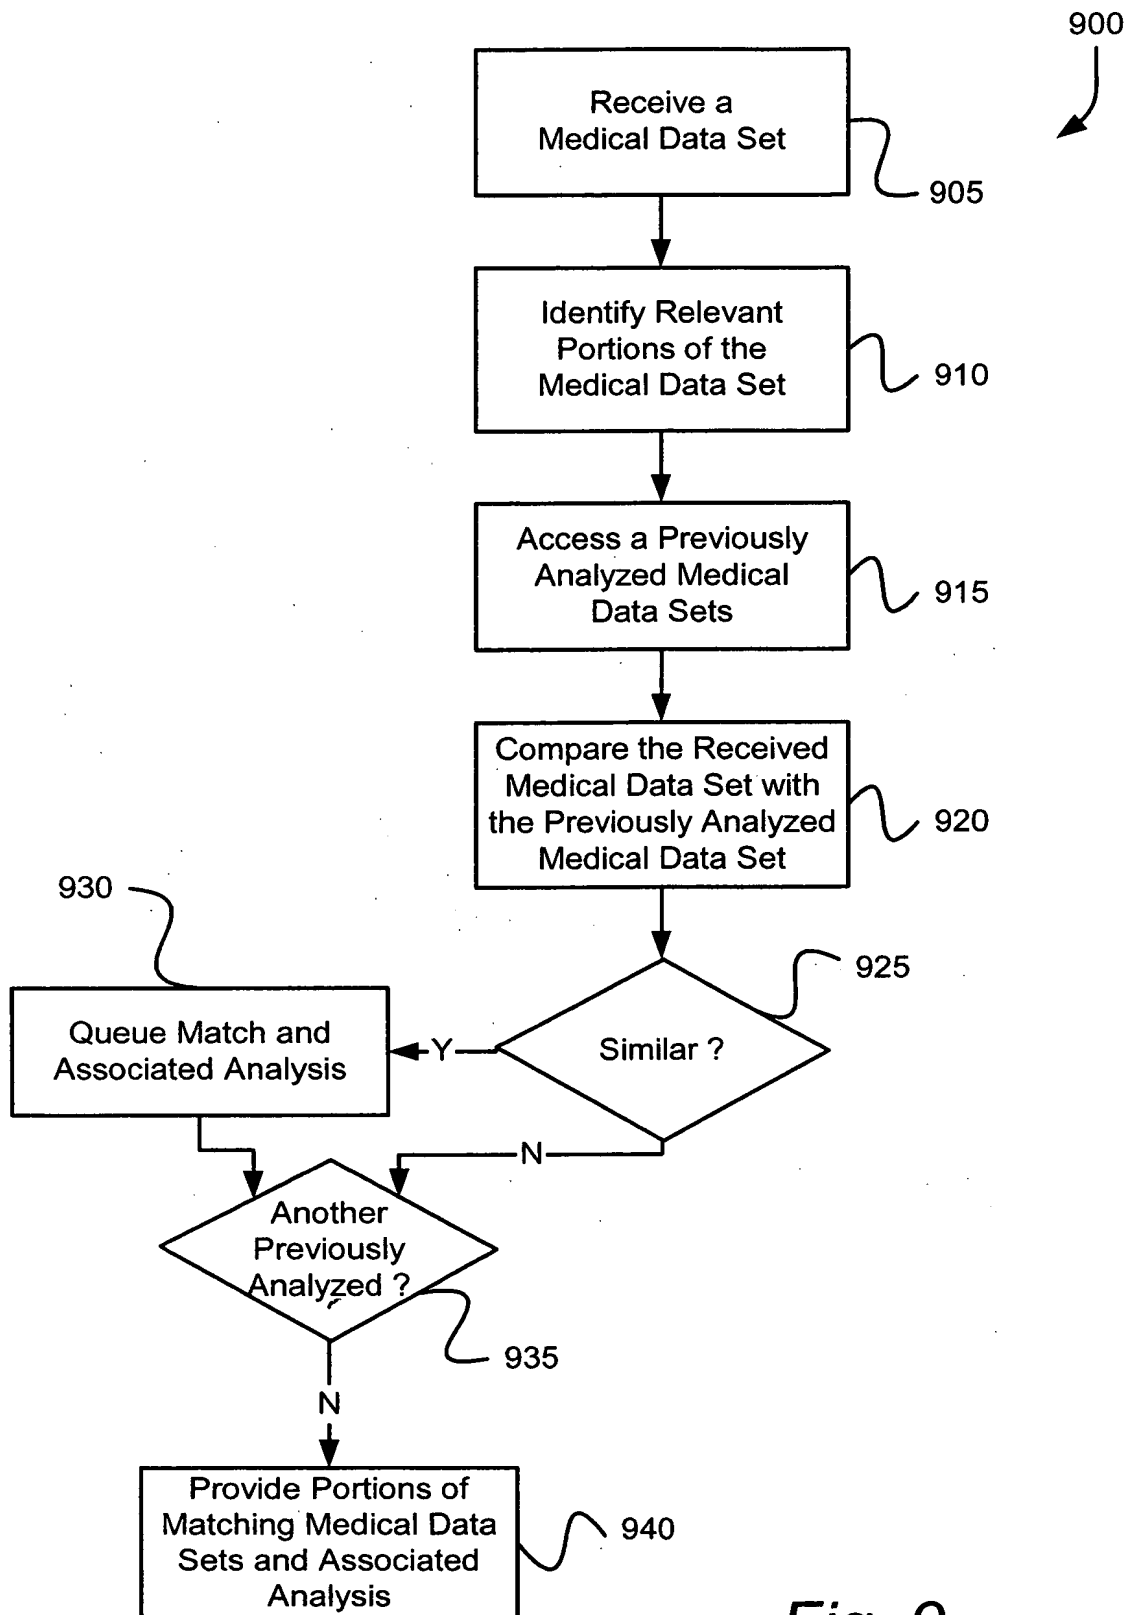 900
Receive a
Medical Data Set
905
Identify Relevant
Portions of the
Medical Data Set
910
Access a Previously
Analyzed Medical
Data Sets
915
Compare the Received
Medical Data Set with
the Previously Analyzed
Medical Data Set
920
930
925
Queue Match and
Associated Analysis
Y
Similar ?
N
Another
Previously
Analyzed ?
935
N
Provide Portions of
Matching Medical Data
Sets and Associated
Analysis
940